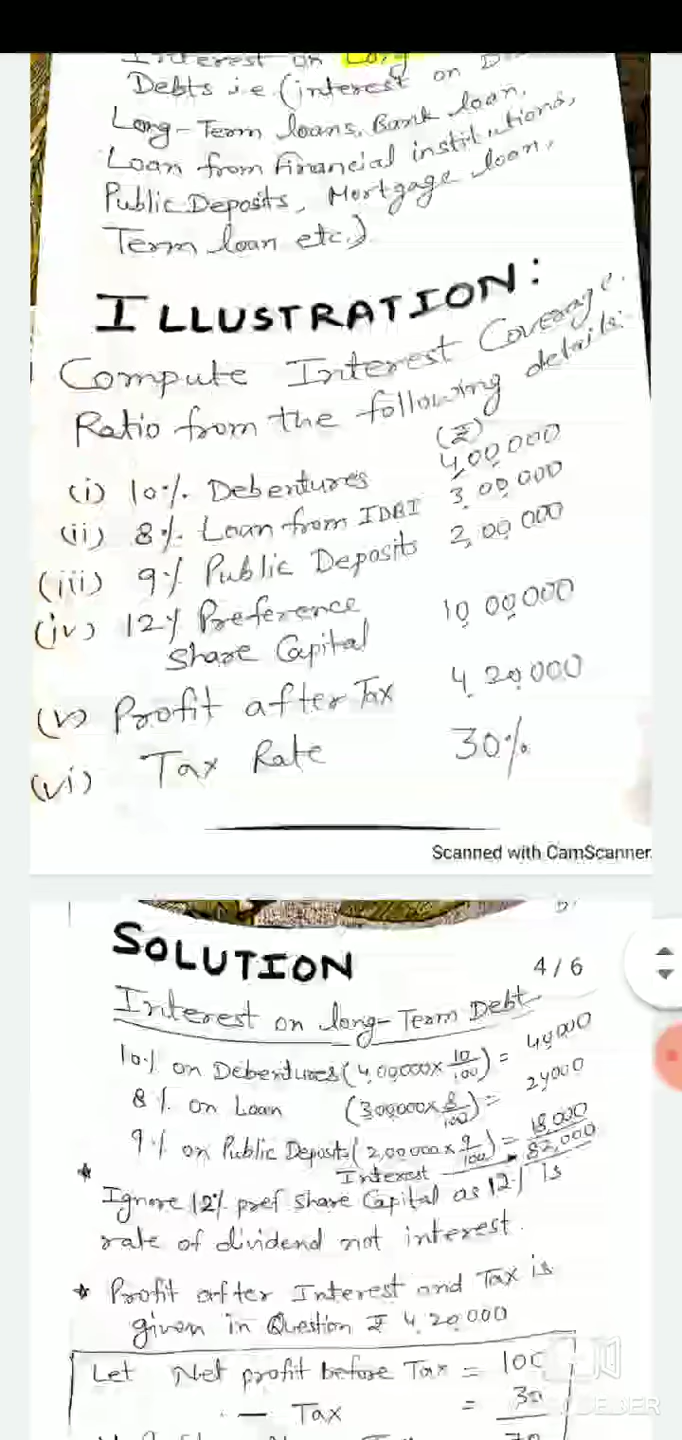 Interest on Long
Debts i.e (interest on D
Long-Term loans, Bank loan,
Loan from Financial institutions,
Public Deposits, Mortgage loan,
Term loan etc.)
ILLUSTRATION:
Compute Interest Coverage
Ratio from the following details:
(₹)
(i) 10% Debentures 4,00,000
(ii) 8% Loan from IDBI 3,00,000
(iii) 9% Public Deposits 2,00,000
(iv) 12% Preference
Share Capital 10,00,000
(v) Profit after Tax 4,20,000
(vi) Tax Rate 30%
Scanned with CamScanner
SOLUTION
4 / 6
Interest on long-Term Debt
10% on Debentures (4,00,000 x 10/100) = 40,000
8% on Loan (3,00,000 x 8/100) = 24000
9% on Public Deposits (2,00,000 x 9/100) = 18,000
Interest → 82,000
* Ignore 12% pref Share Capital as 12% is
rate of dividend not interest.
* Profit after Interest and Tax is
given in Question ₹ 4,20,000
Let Net profit before Tax = 100
- Tax = 30
70